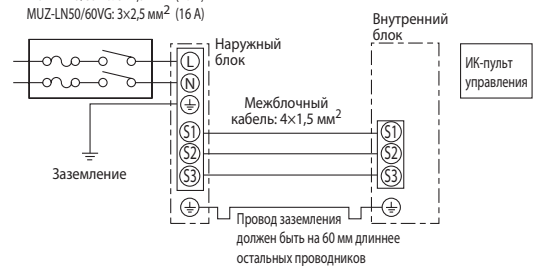 MUZ-LN50/60VG: 3×2,5 мм² (16 А)
Внутренний
блок
Наружный
блок
ИК-пульт
управления
L
N
Межблочный
кабель: 4×1,5 мм²
S1
S2
S3
S1
S2
S3
Заземление
Провод заземления
должен быть на 60 мм длиннее
остальных проводников